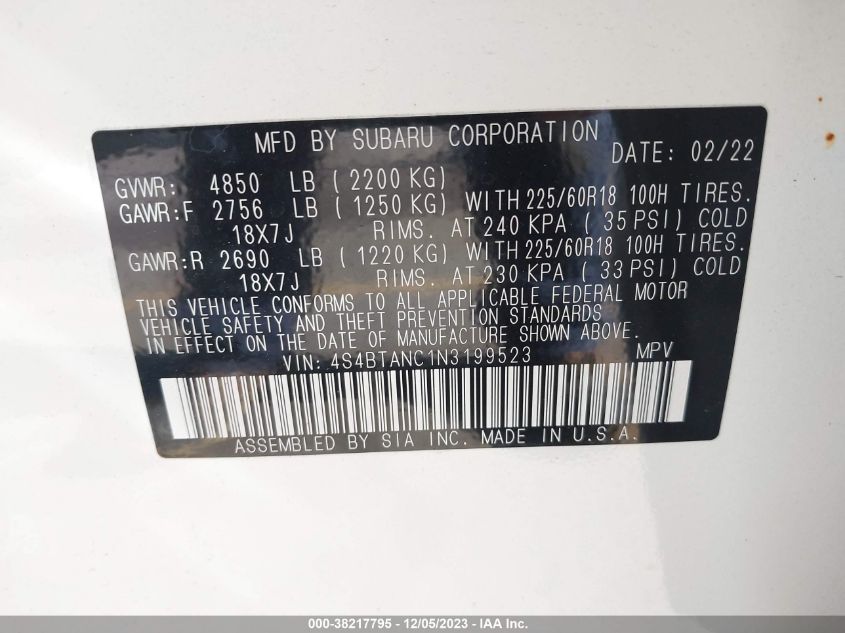 MFD BY SUBARU CORPORATION
DATE: 02/22
GVWR: 4850 LB ( 2200 KG)
GAWR:F 2756 LB ( 1250 KG) WITH 225/60R18 100H TIRES.
18X7J RIMS. AT 240 KPA ( 35 PSI) COLD
GAWR:R 2690 LB ( 1220 KG) WITH 225/60R18 100H TIRES.
18X7J RIMS. AT 230 KPA ( 33 PSI) COLD
THIS VEHICLE CONFORMS TO ALL APPLICABLE FEDERAL MOTOR
VEHICLE SAFETY AND THEFT PREVENTION STANDARDS
IN EFFECT ON THE DATE OF MANUFACTURE SHOWN ABOVE.
VIN: 4S4BTANC1N3199523 MPV
ASSEMBLED BY SIA INC. MADE IN U.S.A.
000-38217795 - 12/05/2023 - IAA Inc.